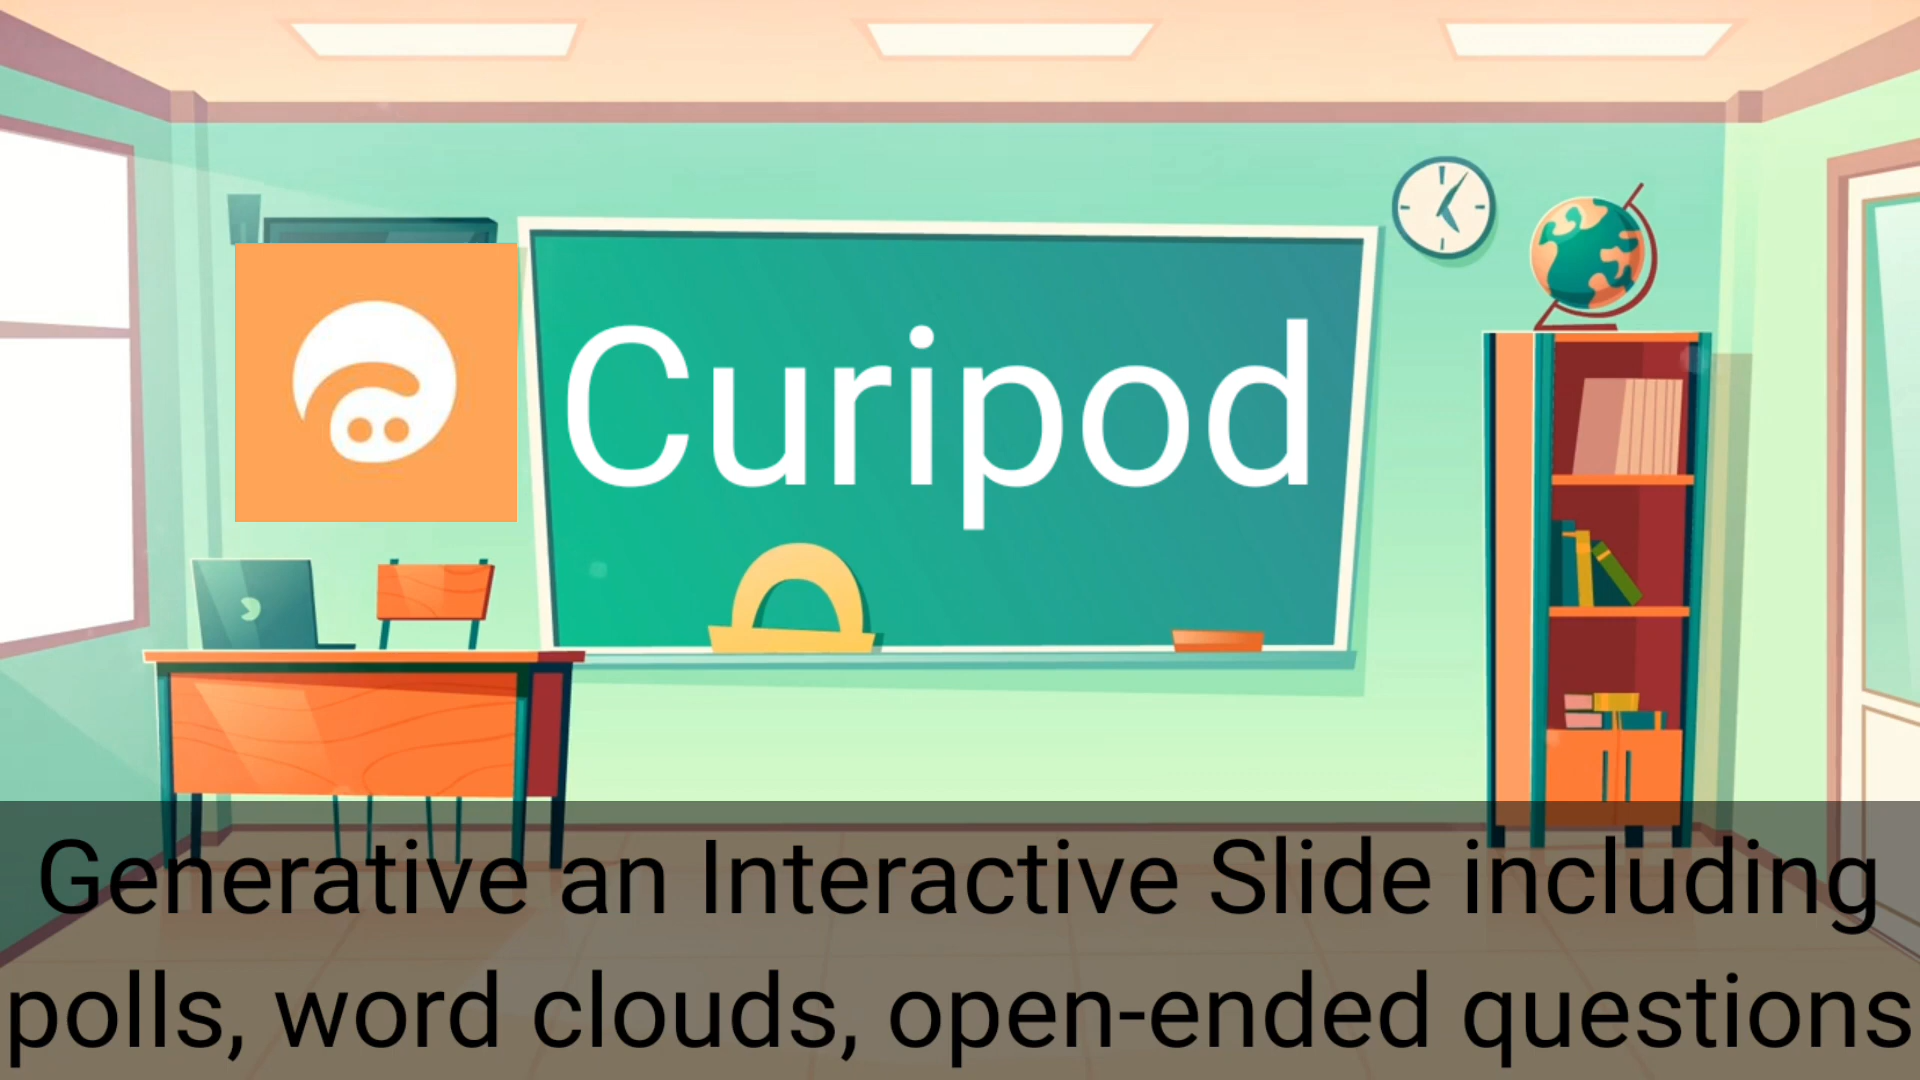 Curipod
Generative an Interactive Slide including
polls, word clouds, open-ended questions